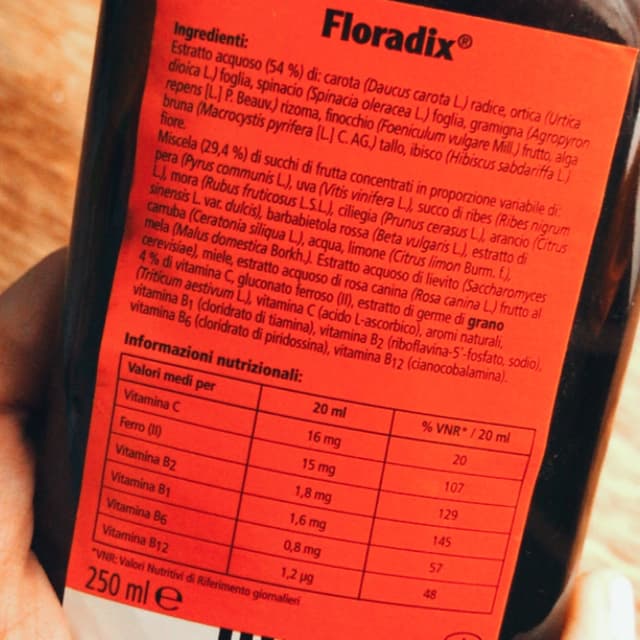 Floradix®
Ingredienti:
Estratto acquoso (54 %) di: carota (Daucus carota L.) radice, ortica (Urtica
dioica L.) foglia, spinacio (Spinacia oleracea L.) foglia, gramigna (Agropyron
repens [L.] P. Beauv.) rizoma, finocchio (Foeniculum vulgare Mill.) frutto, alga
bruna (Macrocystis pyrifera [L.] C. AG.) tallo, ibisco (Hibiscus sabdariffa L.)
fiore.
Miscela (29,4 %) di succhi di frutta concentrati in proporzione variabile di:
pera (Pyrus communis L.), uva (Vitis vinifera L.), succo di ribes (Ribes nigrum
L.), mora (Rubus fruticosus L.S.L.), ciliegia (Prunus cerasus L.), arancio (Citrus
sinensis L. var. dulcis), barbabietola rossa (Beta vulgaris L.), estratto di
carruba (Ceratonia siliqua L.), acqua, limone (Citrus limon Burm. f.),
mela (Malus domestica Borkh.). Estratto acquoso di lievito (Saccharomyces
cerevisiae), miele, estratto acquoso di rosa canina (Rosa canina L.) frutto al
4 % di vitamina C, gluconato ferroso (II), estratto di germe di grano
(Triticum aestivum L.), vitamina C (acido L-ascorbico), aromi naturali,
vitamina B1 (cloridrato di tiamina), vitamina B2 (riboflavina-5'-fosfato, sodio),
vitamina B6 (cloridrato di piridossina), vitamina B12 (cianocobalamina).
Informazioni nutrizionali:
Valori medi per 20 ml % VNR* / 20 ml
Vitamina C 16 mg 20
Ferro (II) 15 mg 107
Vitamina B2 1,8 mg 129
Vitamina B1 1,6 mg 145
Vitamina B6 0,8 mg 57
Vitamina B12 1,2 µg 48
*VNR: Valori Nutritivi di Riferimento giornalieri
250 ml ℮